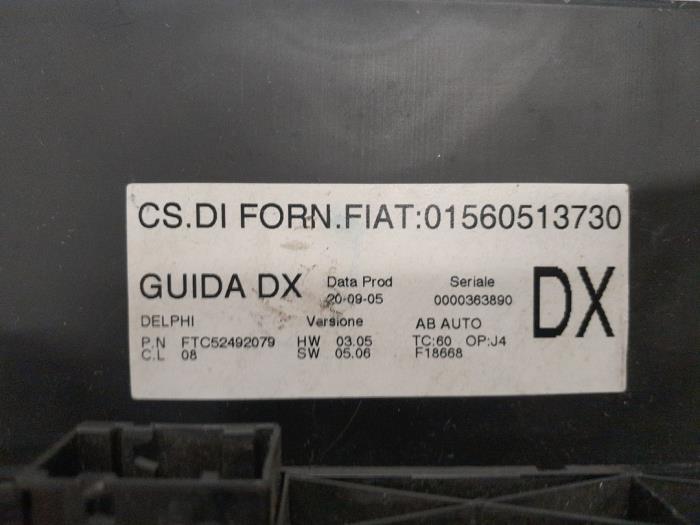 CS.DI FORN.FIAT:01560513730
GUIDA DX Data Prod Seriale DX
20-09-05 0000363890
DELPHI Versione AB AUTO
P.N FTC52492079 HW 03.05 TC:60 OP:J4
C.L 08 SW 05.06 F18668